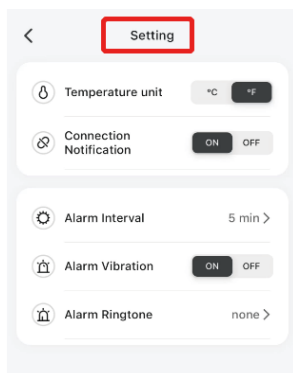 Setting
Temperature unit °C °F
Connection
Notification ON OFF
Alarm Interval 5 min >
Alarm Vibration ON OFF
Alarm Ringtone none >